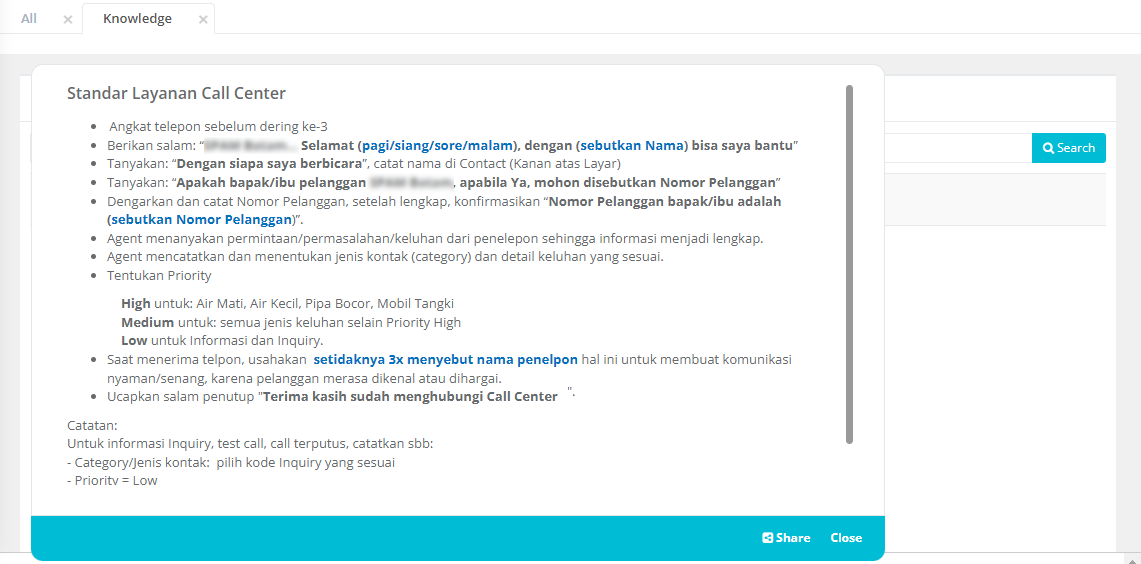 All ×
Knowledge ×
Standar Layanan Call Center
• Angkat telepon sebelum dering ke-3
• Berikan salam: “ Selamat (pagi/siang/sore/malam), dengan (sebutkan Nama) bisa saya bantu”
• Tanyakan: “Dengan siapa saya berbicara”, catat nama di Contact (Kanan atas Layar)
• Tanyakan: “Apakah bapak/ibu pelanggan , apabila Ya, mohon disebutkan Nomor Pelanggan”
• Dengarkan dan catat Nomor Pelanggan, setelah lengkap, konfirmasikan “Nomor Pelanggan bapak/ibu adalah
(sebutkan Nomor Pelanggan)”.
• Agent menanyakan permintaan/permasalahan/keluhan dari penelepon sehingga informasi menjadi lengkap.
• Agent mencatatkan dan menentukan jenis kontak (category) dan detail keluhan yang sesuai.
• Tentukan Priority
High untuk: Air Mati, Air Kecil, Pipa Bocor, Mobil Tangki
Medium untuk: semua jenis keluhan selain Priority High
Low untuk Informasi dan Inquiry.
• Saat menerima telpon, usahakan setidaknya 3x menyebut nama penelpon hal ini untuk membuat komunikasi
nyaman/senang, karena pelanggan merasa dikenal atau dihargai.
• Ucapkan salam penutup "Terima kasih sudah menghubungi Call Center ".
Catatan:
Untuk informasi Inquiry, test call, call terputus, catatkan sbb:
- Category/Jenis kontak: pilih kode Inquiry yang sesuai
- Priority = Low
Search
Share Close